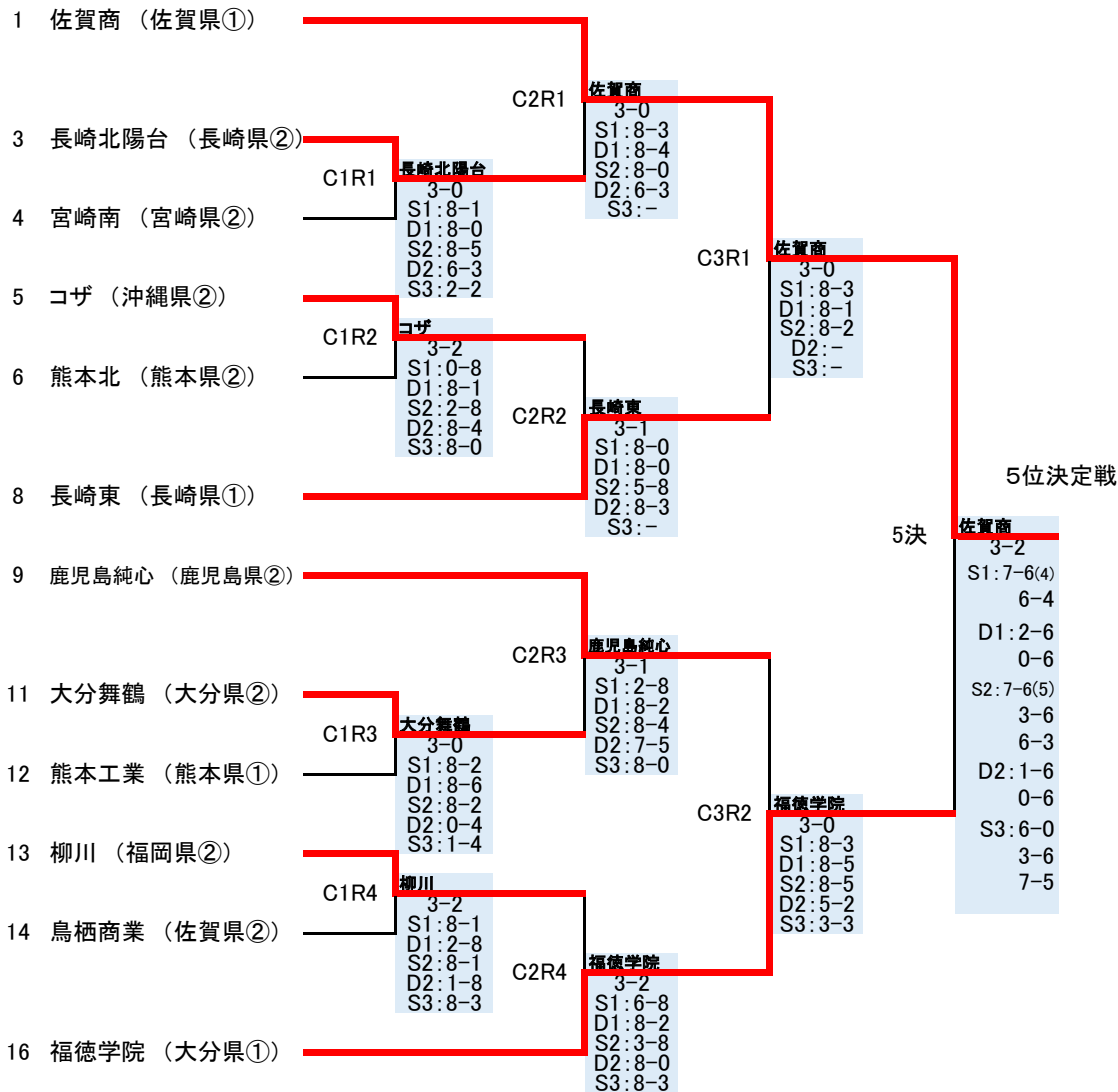 1 佐賀商 （佐賀県①）
3 長崎北陽台 （長崎県②）
4 宮崎南 （宮崎県②）
5 コザ （沖縄県②）
6 熊本北 （熊本県②）
8 長崎東 （長崎県①）
9 鹿児島純心 （鹿児島県②）
11 大分舞鶴 （大分県②）
12 熊本工業 （熊本県①）
13 柳川 （福岡県②）
14 鳥栖商業 （佐賀県②）
16 福徳学院 （大分県①）
C1R1
長崎北陽台
3-0
S1:8-1
D1:8-0
S2:8-5
D2:6-3
S3:2-2
C1R2
コザ
3-2
S1:0-8
D1:8-1
S2:2-8
D2:8-4
S3:8-0
C1R3
大分舞鶴
3-0
S1:8-2
D1:8-6
S2:8-2
D2:0-4
S3:1-4
C1R4
柳川
3-2
S1:8-1
D1:2-8
S2:8-1
D2:1-8
S3:8-3
C2R1
佐賀商
3-0
S1:8-3
D1:8-4
S2:8-0
D2:6-3
S3:-
C2R2
長崎東
3-1
S1:8-0
D1:8-0
S2:5-8
D2:8-3
S3:-
C2R3
鹿児島純心
3-1
S1:2-8
D1:8-2
S2:8-4
D2:7-5
S3:8-0
C2R4
福徳学院
3-2
S1:6-8
D1:8-2
S2:3-8
D2:8-0
S3:8-3
C3R1
佐賀商
3-0
S1:8-3
D1:8-1
S2:8-2
D2:-
S3:-
C3R2
福徳学院
3-0
S1:8-3
D1:8-5
S2:8-5
D2:5-2
S3:3-3
5位決定戦
5決
佐賀商
3-2
S1:7-6(4)
6-4
D1:2-6
0-6
S2:7-6(5)
3-6
6-3
D2:1-6
0-6
S3:6-0
3-6
7-5